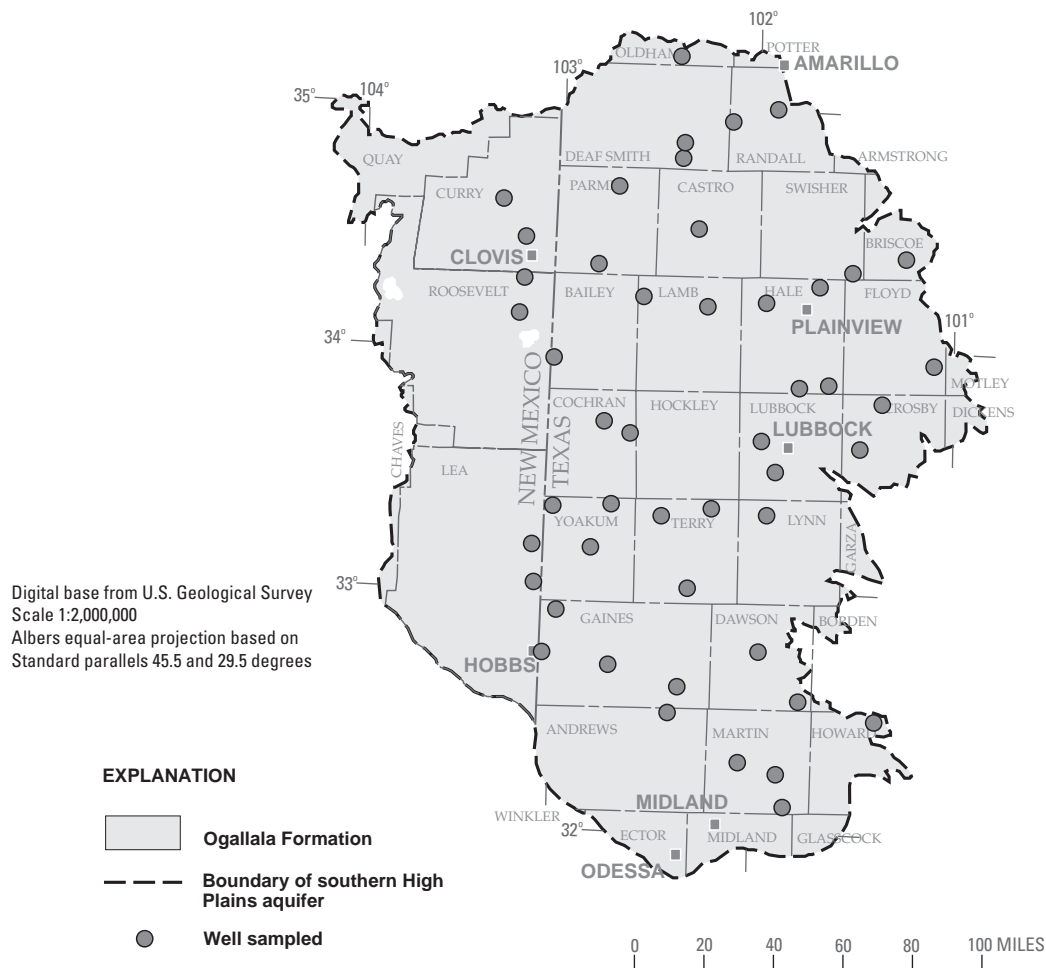 102°
POTTER
OLDHAM
AMARILLO
103°
104°
35°
QUAY
DEAF SMITH
RANDALL
ARMSTRONG
CURRY
CASTRO
SWISHER
BRISCOE
CLOVIS
ROOSEVELT
BAILEY
LAMB
HALE
FLOYD
PLAINVIEW
101°
34°
MOTLEY
NEW MEXICO
TEXAS
COCHRAN
HOCKLEY
LUBBOCK
CROSBY
DICKENS
LUBBOCK
CHAVES
LEA
YOAKUM
TERRY
LYNN
GARZA
Digital base from U.S. Geological Survey
Scale 1:2,000,000
Albers equal-area projection based on
Standard parallels 45.5 and 29.5 degrees
33°
GAINES
DAWSON
BORDEN
HOBBS
ANDREWS
MARTIN
HOWARD
EXPLANATION
MIDLAND
WINKLER
32°
ECTOR
MIDLAND
GLASSCOCK
ODESSA
Ogallala Formation
Boundary of southern High
Plains aquifer
Well sampled
0 20 40 60 80 100 MILES